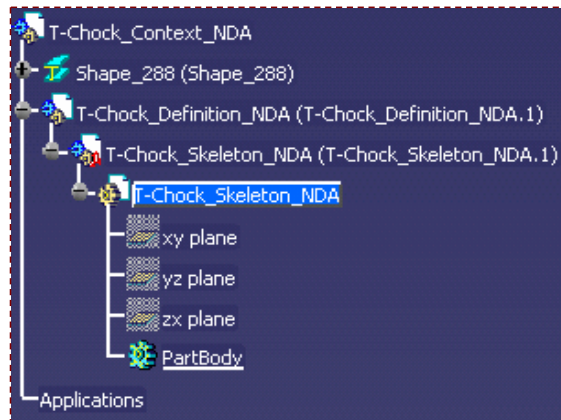 T-Chock_Context_NDA
Shape_288 (Shape_288)
T-Chock_Definition_NDA (T-Chock_Definition_NDA.1)
T-Chock_Skeleton_NDA (T-Chock_Skeleton_NDA.1)
T-Chock_Skeleton_NDA
xy plane
yz plane
zx plane
PartBody
Applications